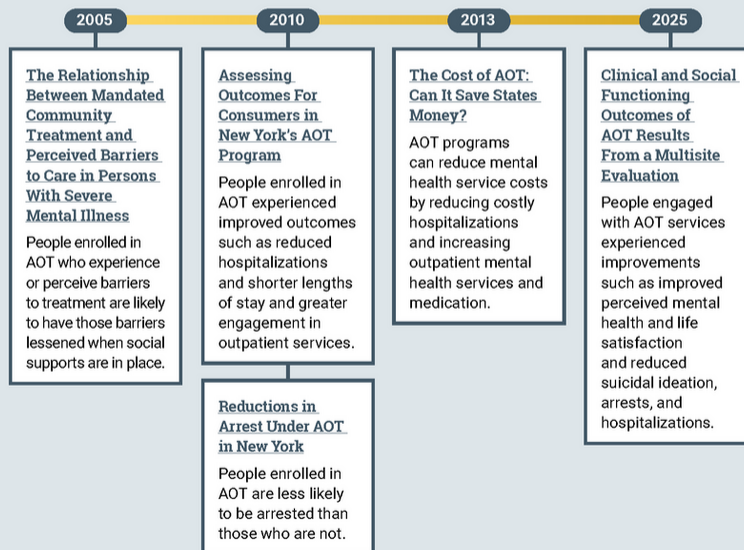 2005
2010
2013
2025
The Relationship
Between Mandated
Community
Treatment and
Perceived Barriers
to Care in Persons
With Severe
Mental Illness
People enrolled in
AOT who experience
or perceive barriers
to treatment are likely
to have those barriers
lessened when social
supports are in place.
Assessing
Outcomes For
Consumers in
New York's AOT
Program
People enrolled in
AOT experienced
improved outcomes
such as reduced
hospitalizations
and shorter lengths
of stay and greater
engagement in
outpatient services.
Reductions in
Arrest Under AOT
in New York
People enrolled in
AOT are less likely
to be arrested than
those who are not.
The Cost of AOT:
Can It Save States
Money?
AOT programs
can reduce mental
health service costs
by reducing costly
hospitalizations
and increasing
outpatient mental
health services and
medication.
Clinical and Social
Functioning
Outcomes of
AOT Results
From a Multisite
Evaluation
People engaged
with AOT services
experienced
improvements
such as improved
perceived mental
health and life
satisfaction
and reduced
suicidal ideation,
arrests, and
hospitalizations.